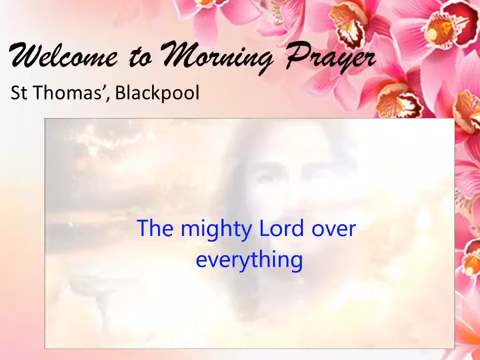 Welcome to Morning Prayer
St Thomas’, Blackpool
The mighty Lord over
everything